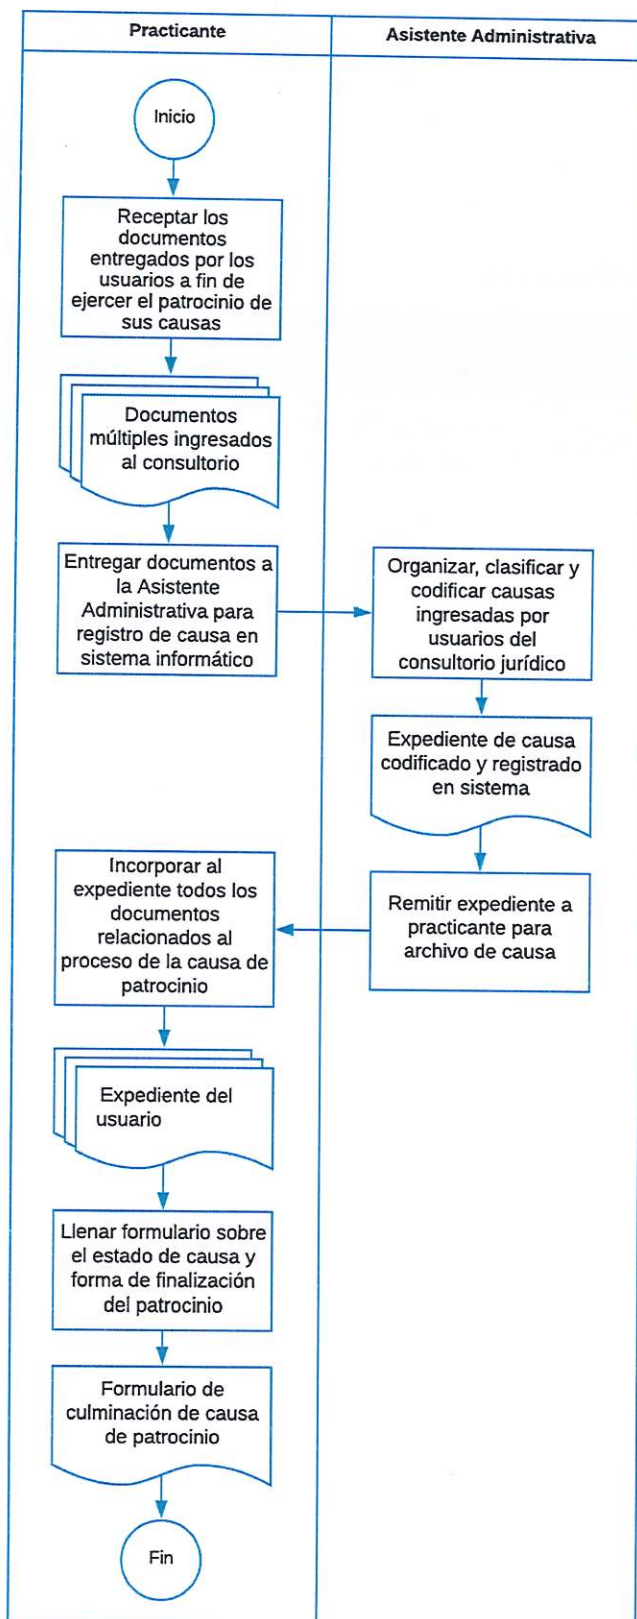 Practicante
Asistente Administrativa
Inicio
Receptar los
documentos
entregados por los
usuarios a fin de
ejercer el patrocinio de
sus causas
Documentos
múltiples ingresados
al consultorio
Entregar documentos a
la Asistente
Administrativa para
registro de causa en
sistema informático
Organizar, clasificar y
codificar causas
ingresadas por
usuarios del
consultorio jurídico
Expediente de causa
codificado y registrado
en sistema
Remitir expediente a
practicante para
archivo de causa
Incorporar al
expediente todos los
documentos
relacionados al
proceso de la causa de
patrocinio
Expediente del
usuario
Llenar formulario sobre
el estado de causa y
forma de finalización
del patrocinio
Formulario de
culminación de causa
de patrocinio
Fin